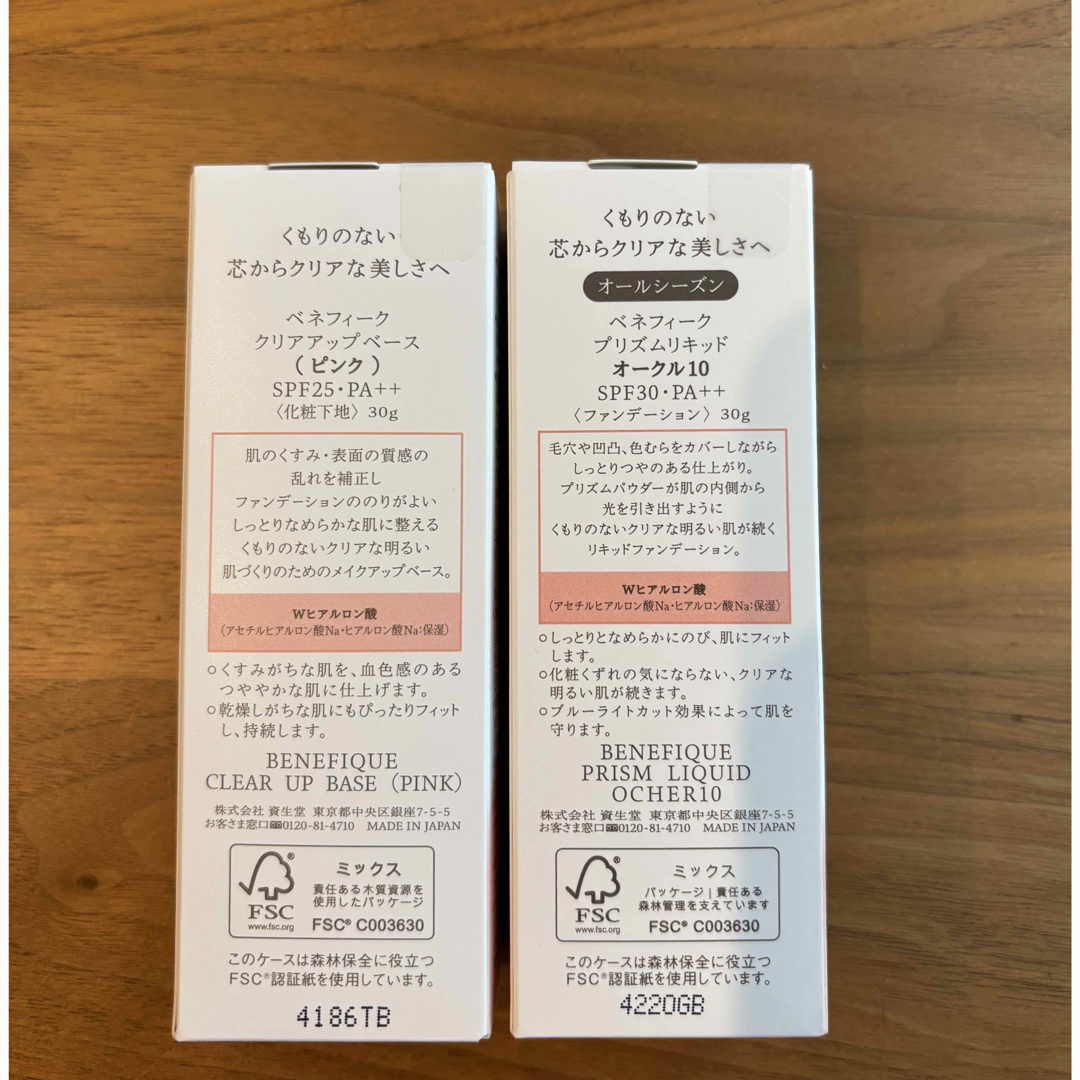 くもりのない
芯からクリアな美しさへ
ベネフィーク
クリアアップベース
（ピンク）
SPF25・PA++
〈化粧下地〉30g
肌のくすみ・表面の質感の
乱れを補正し
ファンデーションののりがよい
しっとりなめらかな肌に整える
くもりのないクリアな明るい
肌づくりのためのメイクアップベース。
Wヒアルロン酸
（アセチルヒアルロン酸Na・ヒアルロン酸Na:保湿）
○くすみがちな肌を、血色感のある
つややかな肌に仕上げます。
○乾燥しがちな肌にもぴったりフィット
し、持続します。
BENEFIQUE
CLEAR UP BASE (PINK)
株式会社 資生堂 東京都中央区銀座7-5-5
お客さま窓口 0120-81-4710 MADE IN JAPAN
FSC®
www.fsc.org
ミックス
責任ある木質資源を
使用したパッケージ
FSC® C003630
このケースは森林保全に役立つ
FSC®認証紙を使用しています。
4186TB
くもりのない
芯からクリアな美しさへ
オールシーズン
ベネフィーク
プリズムリキッド
オークル10
SPF30・PA++
〈ファンデーション〉30g
毛穴や凹凸、色むらをカバーしながら
しっとりつやのある仕上がり。
プリズムパウダーが肌の内側から
光を引き出すように
くもりのないクリアな明るい肌が続く
リキッドファンデーション。
Wヒアルロン酸
（アセチルヒアルロン酸Na・ヒアルロン酸Na:保湿）
○しっとりとなめらかにのび、肌にフィット
します。
○化粧くずれの気にならない、クリアな
明るい肌が続きます。
○ブルーライトカット効果によって肌を
守ります。
BENEFIQUE
PRISM LIQUID
OCHER10
株式会社 資生堂 東京都中央区銀座7-5-5
お客さま窓口 0120-81-4710 MADE IN JAPAN
FSC®
www.fsc.org
ミックス
パッケージ｜責任ある
森林管理を支えています
FSC® C003630
このケースは森林保全に役立つ
FSC®認証紙を使用しています。
4220GB